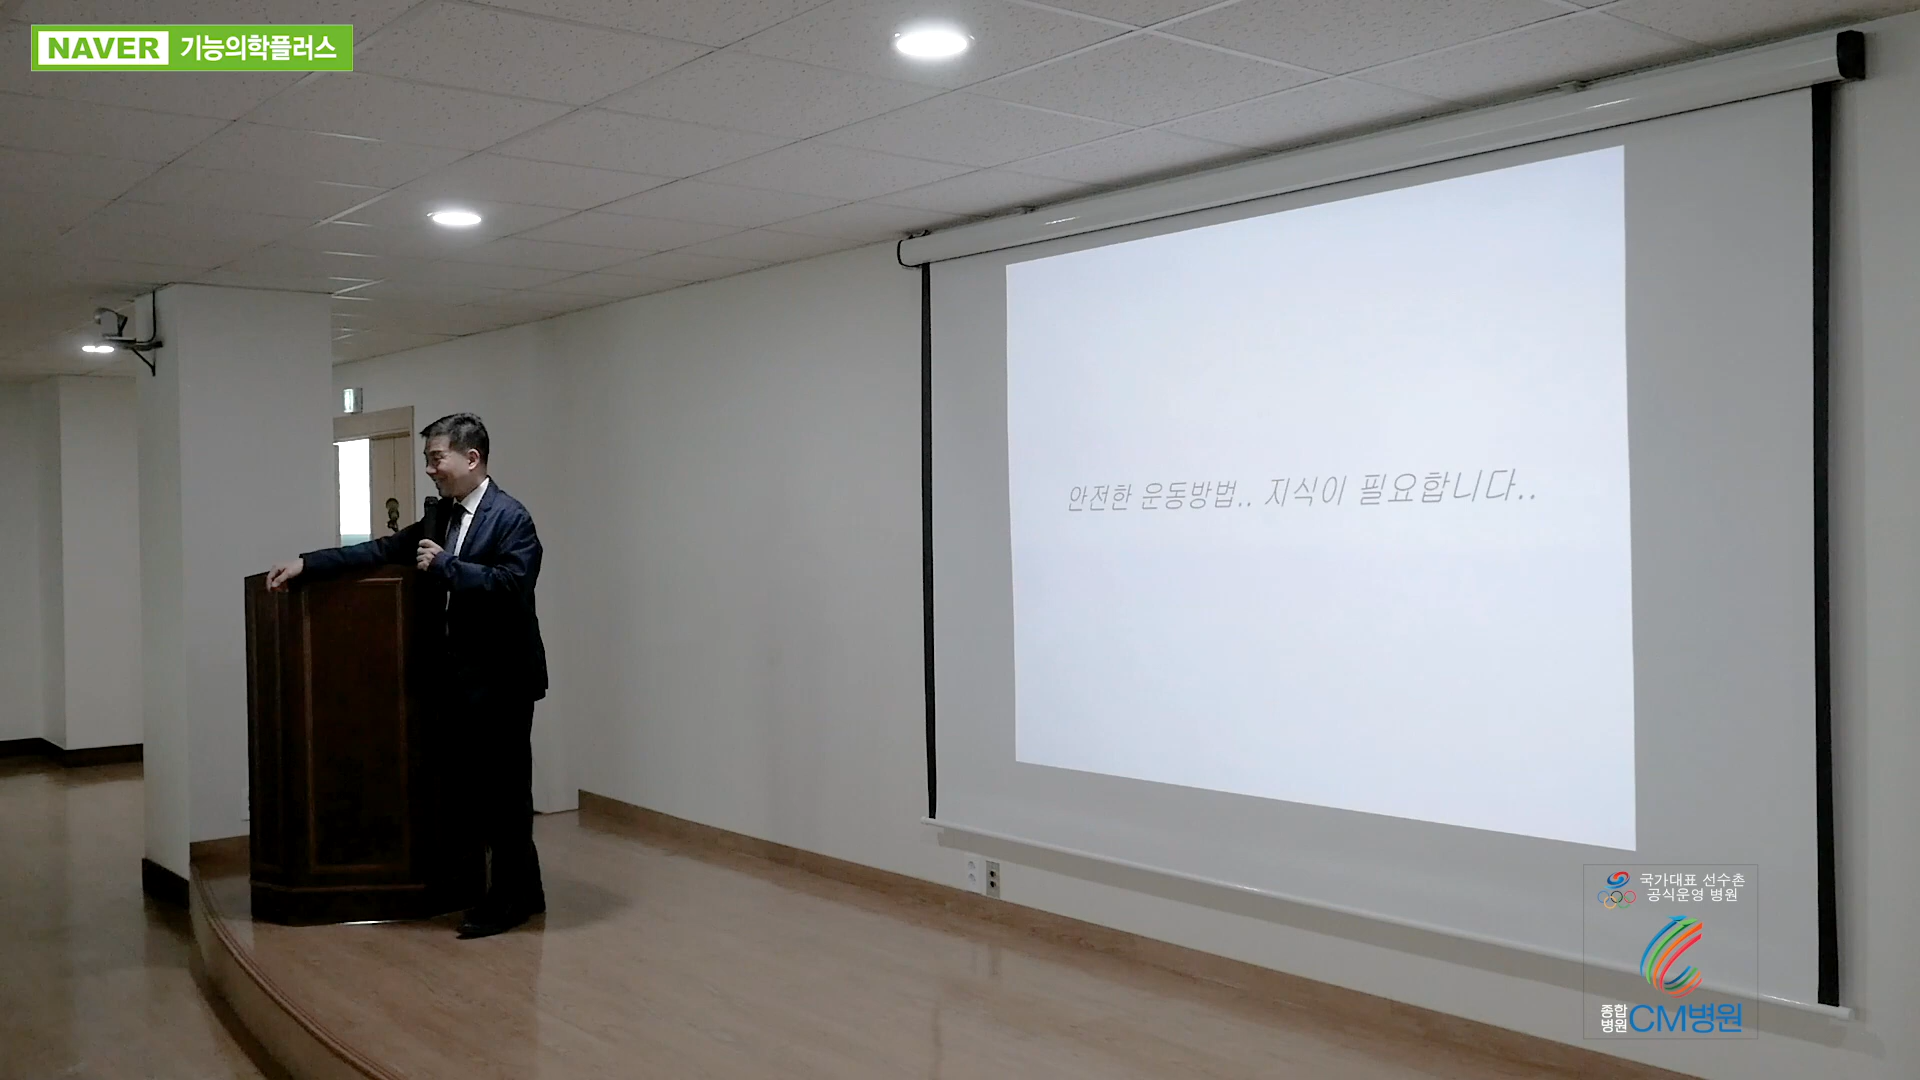 NAVER 기능의학플러스
안전한 운동방법.. 지식이 필요합니다..
국가대표 선수촌
공식운영 병원
종합
병원 CM병원